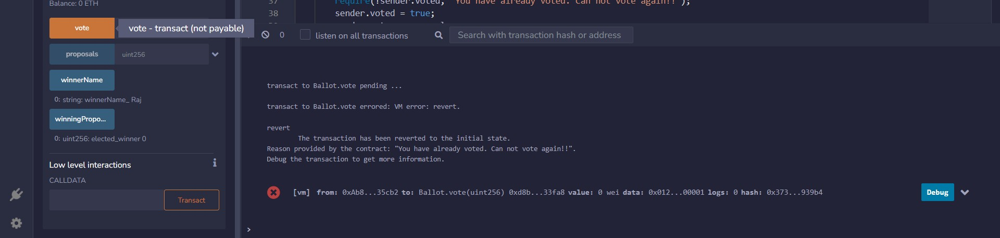 Balance: 0 ETH
vote
vote - transact (not payable)
proposals
uint256
winnerName
0: string: winnerName_ Raj
winningPropo...
0: uint256: elected_winner 0
Low level interactions
i
CALLDATA
Transact
37 require(!sender.voted, "You have already voted. Can not vote again!!");
38 sender.voted = true;
0
listen on all transactions
Search with transaction hash or address
transact to Ballot.vote pending ...
transact to Ballot.vote errored: VM error: revert.
revert
The transaction has been reverted to the initial state.
Reason provided by the contract: "You have already voted. Can not vote again!!".
Debug the transaction to get more information.
[vm] from: 0xAb8...35cb2 to: Ballot.vote(uint256) 0xd8b...33fa8 value: 0 wei data: 0x012...00001 logs: 0 hash: 0x373...939b4
Debug
>